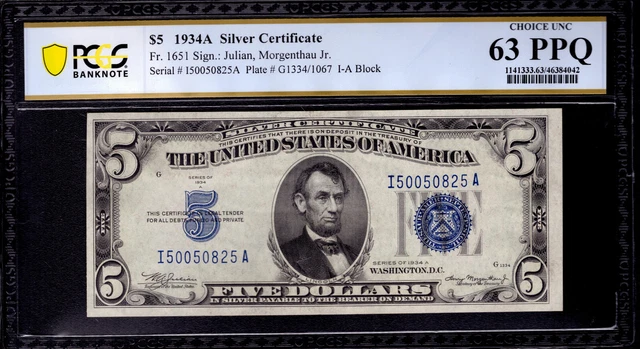 PCGS
BANKNOTE
$5 1934A Silver Certificate
Fr. 1651 Sign.: Julian, Morgenthau Jr.
Serial # I50050825A Plate # G1334/1067 I-A Block
CHOICE UNC
63 PPQ
1141333.63/46384042
SILVER CERTIFICATE
THIS CERTIFIES THAT THERE IS ON DEPOSIT IN THE TREASURY OF
THE UNITED STATES OF AMERICA
5
5
G
SERIES OF
1934
A
I50050825 A
THIS CERTIFICATE IS LEGAL TENDER
FOR ALL DEBTS PUBLIC AND PRIVATE
5
FIVE
I50050825 A
SERIES OF 1934 A
G 1334
WASHINGTON, D.C.
5
5
FIVE DOLLARS
IN SILVER PAYABLE TO THE BEARER ON DEMAND